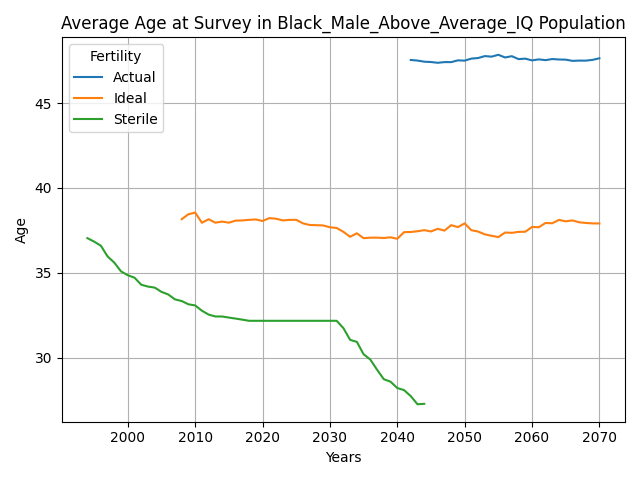 Average Age at Survey in Black_Male_Above_Average_IQ Population
Fertility
Actual
Ideal
Sterile
Age
45
40
35
30
2000
2010
2020
2030
2040
2050
2060
2070
Years